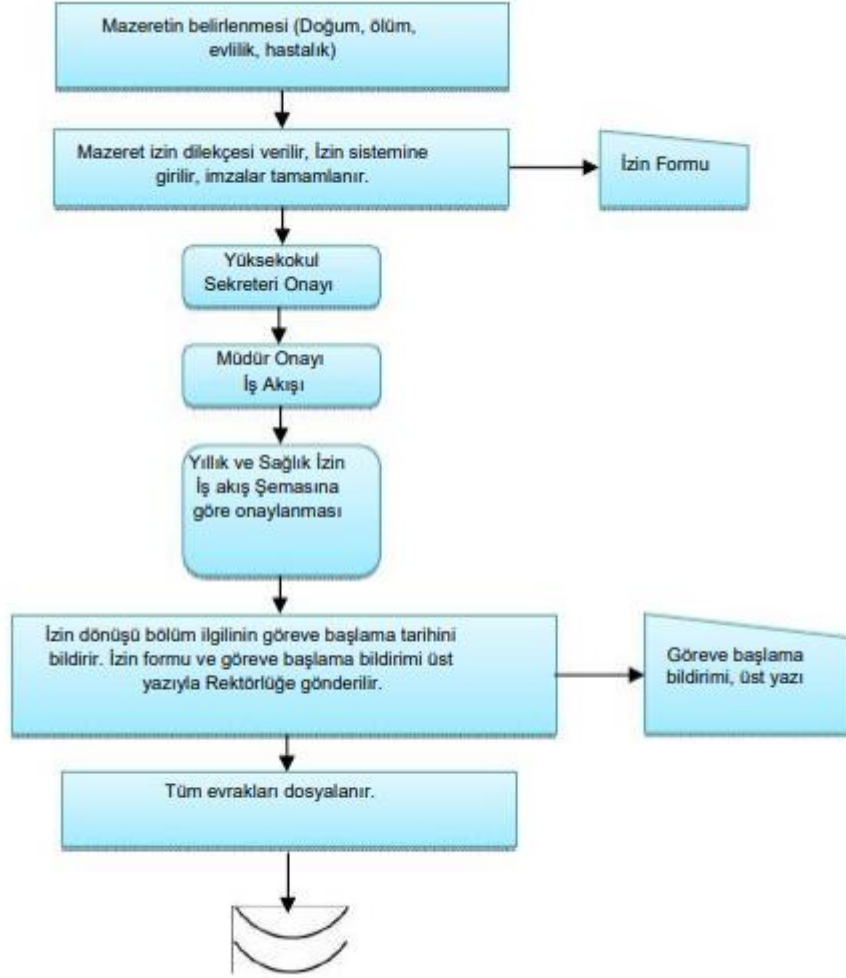 Mazeretin belirlenmesi (Doğum, ölüm,
evlilik, hastalık)
Mazeret izin dilekçesi verilir, İzin sistemine
girilir, imzalar tamamlanır.
İzin Formu
Yüksekokul
Sekreteri Onayı
Müdür Onayı
İş Akışı
Yıllık ve Sağlık İzin
İş akış Şemasına
göre onaylanması
İzin dönüşü bölüm ilgilinin göreve başlama tarihini
bildirir. İzin formu ve göreve başlama bildirimi üst
yazıyla Rektörlüğe gönderilir.
Göreve başlama
bildirimi, üst yazı
Tüm evrakları dosyalanır.